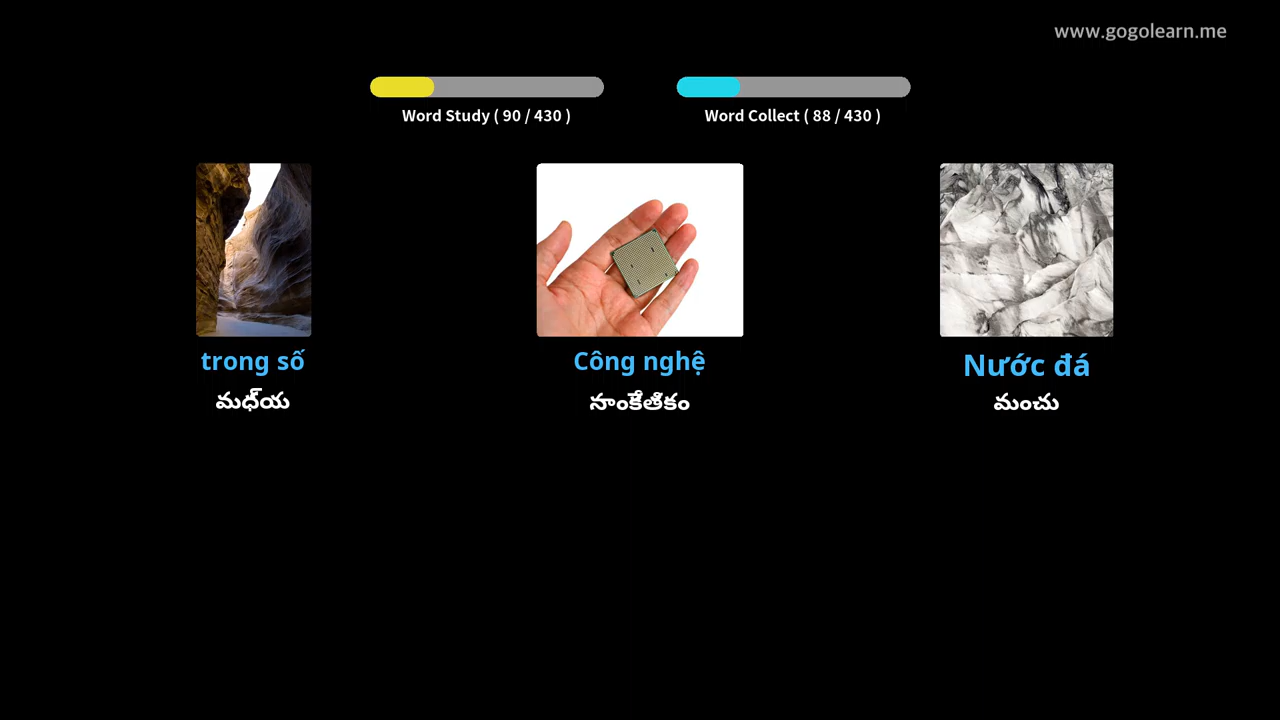 www.gogolearn.me
Word Study ( 90 / 430 )
Word Collect ( 88 / 430 )
trong số
Công nghệ
Nước đá
మధ్య
సాంకేతికం
మంచు